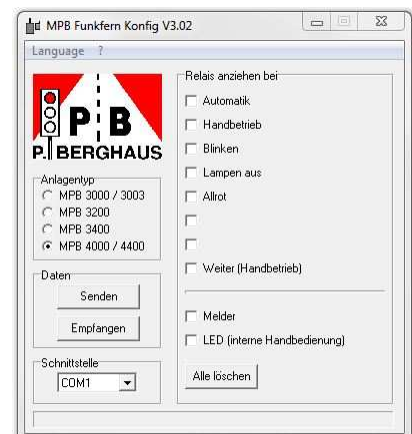 MPB Funkfern Konfig V3.02
Language ?
P B
P. BERGHAUS
Anlagentyp
MPB 3000 / 3003
MPB 3200
MPB 3400
MPB 4000 / 4400
Daten
Senden
Empfangen
Schnittstelle
COM1
Relais anziehen bei
Automatik
Handbetrieb
Blinken
Lampen aus
Allrot
Weiter (Handbetrieb)
Melder
LED (interne Handbedienung)
Alle löschen